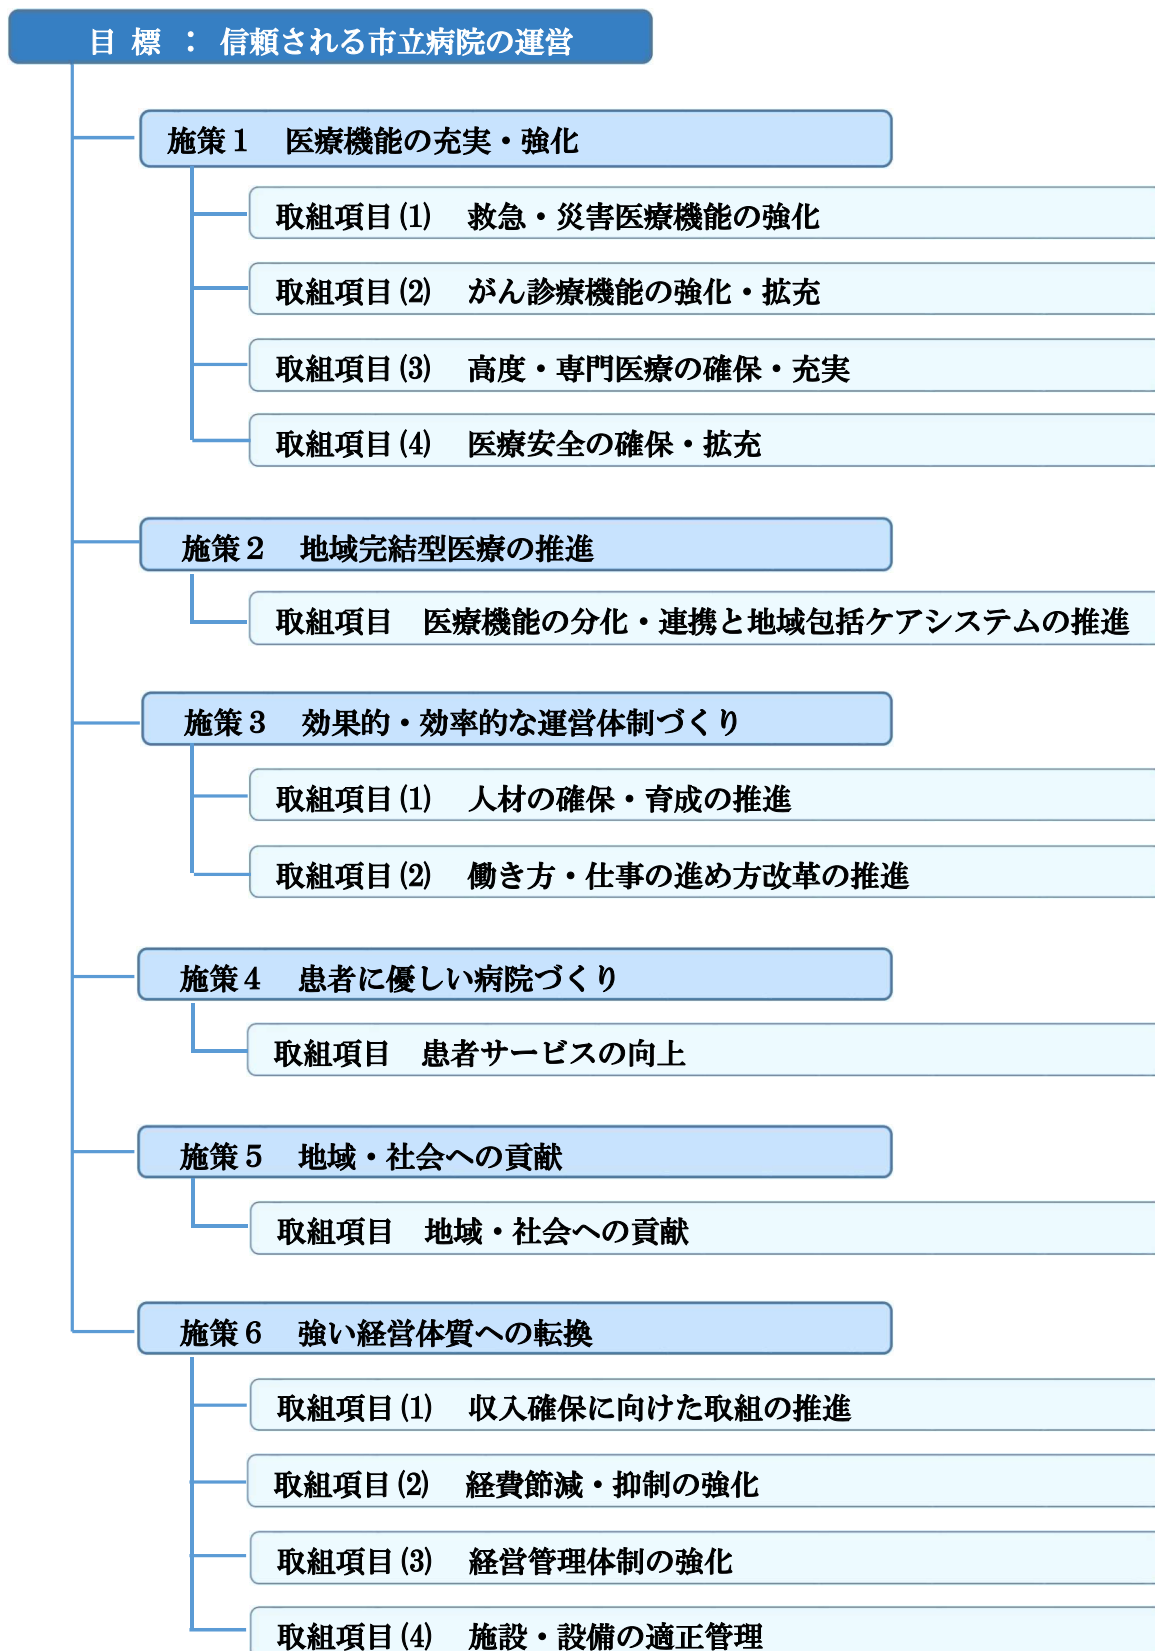 目 標 ： 信頼される市立病院の運営
施策１　医療機能の充実・強化
取組項目(1)　救急・災害医療機能の強化
取組項目(2)　がん診療機能の強化・拡充
取組項目(3)　高度・専門医療の確保・充実
取組項目(4)　医療安全の確保・拡充
施策２　地域完結型医療の推進
取組項目　医療機能の分化・連携と地域包括ケアシステムの推進
施策３　効果的・効率的な運営体制づくり
取組項目(1)　人材の確保・育成の推進
取組項目(2)　働き方・仕事の進め方改革の推進
施策４　患者に優しい病院づくり
取組項目　患者サービスの向上
施策５　地域・社会への貢献
取組項目　地域・社会への貢献
施策６　強い経営体質への転換
取組項目(1)　収入確保に向けた取組の推進
取組項目(2)　経費節減・抑制の強化
取組項目(3)　経営管理体制の強化
取組項目(4)　施設・設備の適正管理